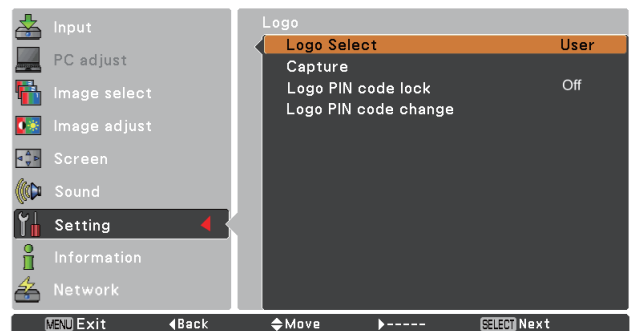 Input
PC adjust
Image select
Image adjust
Screen
Sound
Setting
Information
Network
Logo
Logo Select User
Capture
Logo PIN code lock Off
Logo PIN code change
MENU Exit Back Move ----- SELECT Next